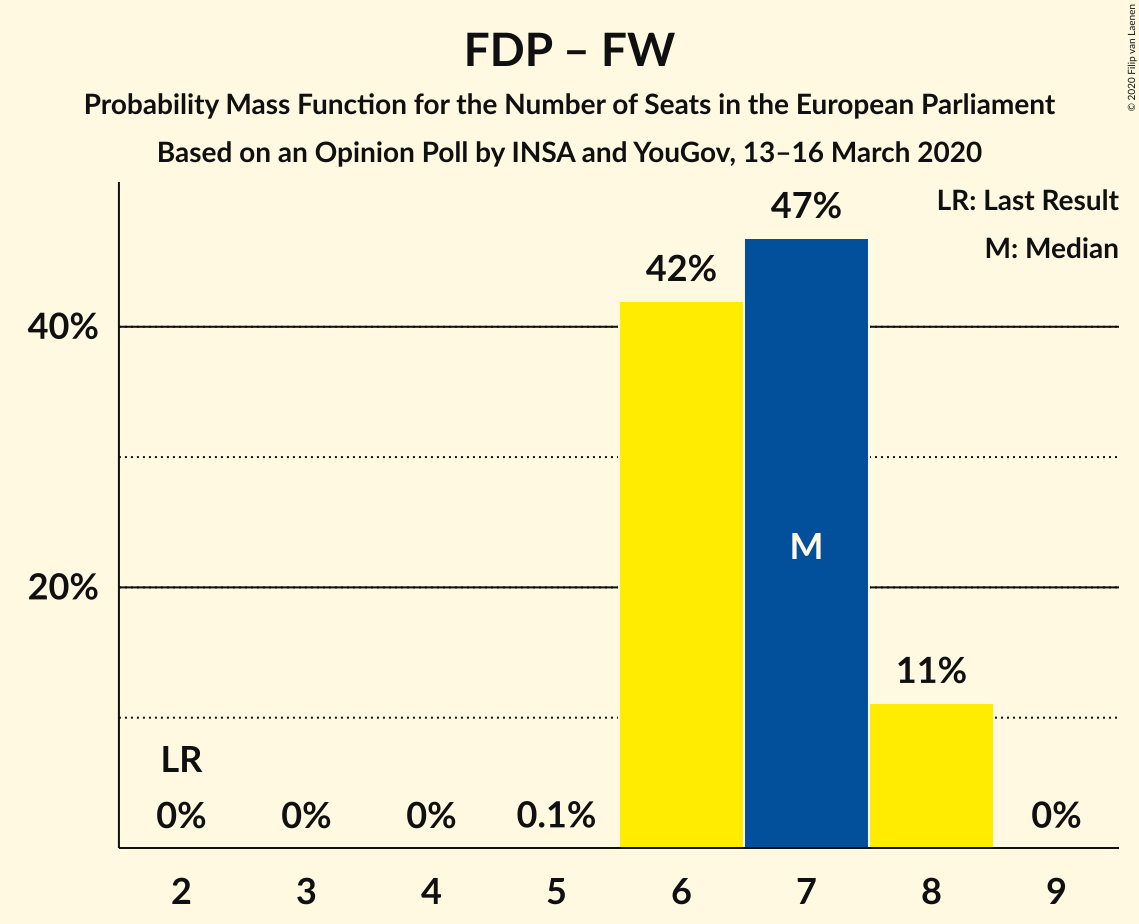 FDP – FW
Probability Mass Function for the Number of Seats in the European Parliament
Based on an Opinion Poll by INSA and YouGov, 13–16 March 2020
© 2020 Filip van Laenen
LR: Last Result
M: Median
47%
42%
40%
M
20%
11%
LR
0% 0% 0% 0.1% 0%
2 3 4 5 6 7 8 9